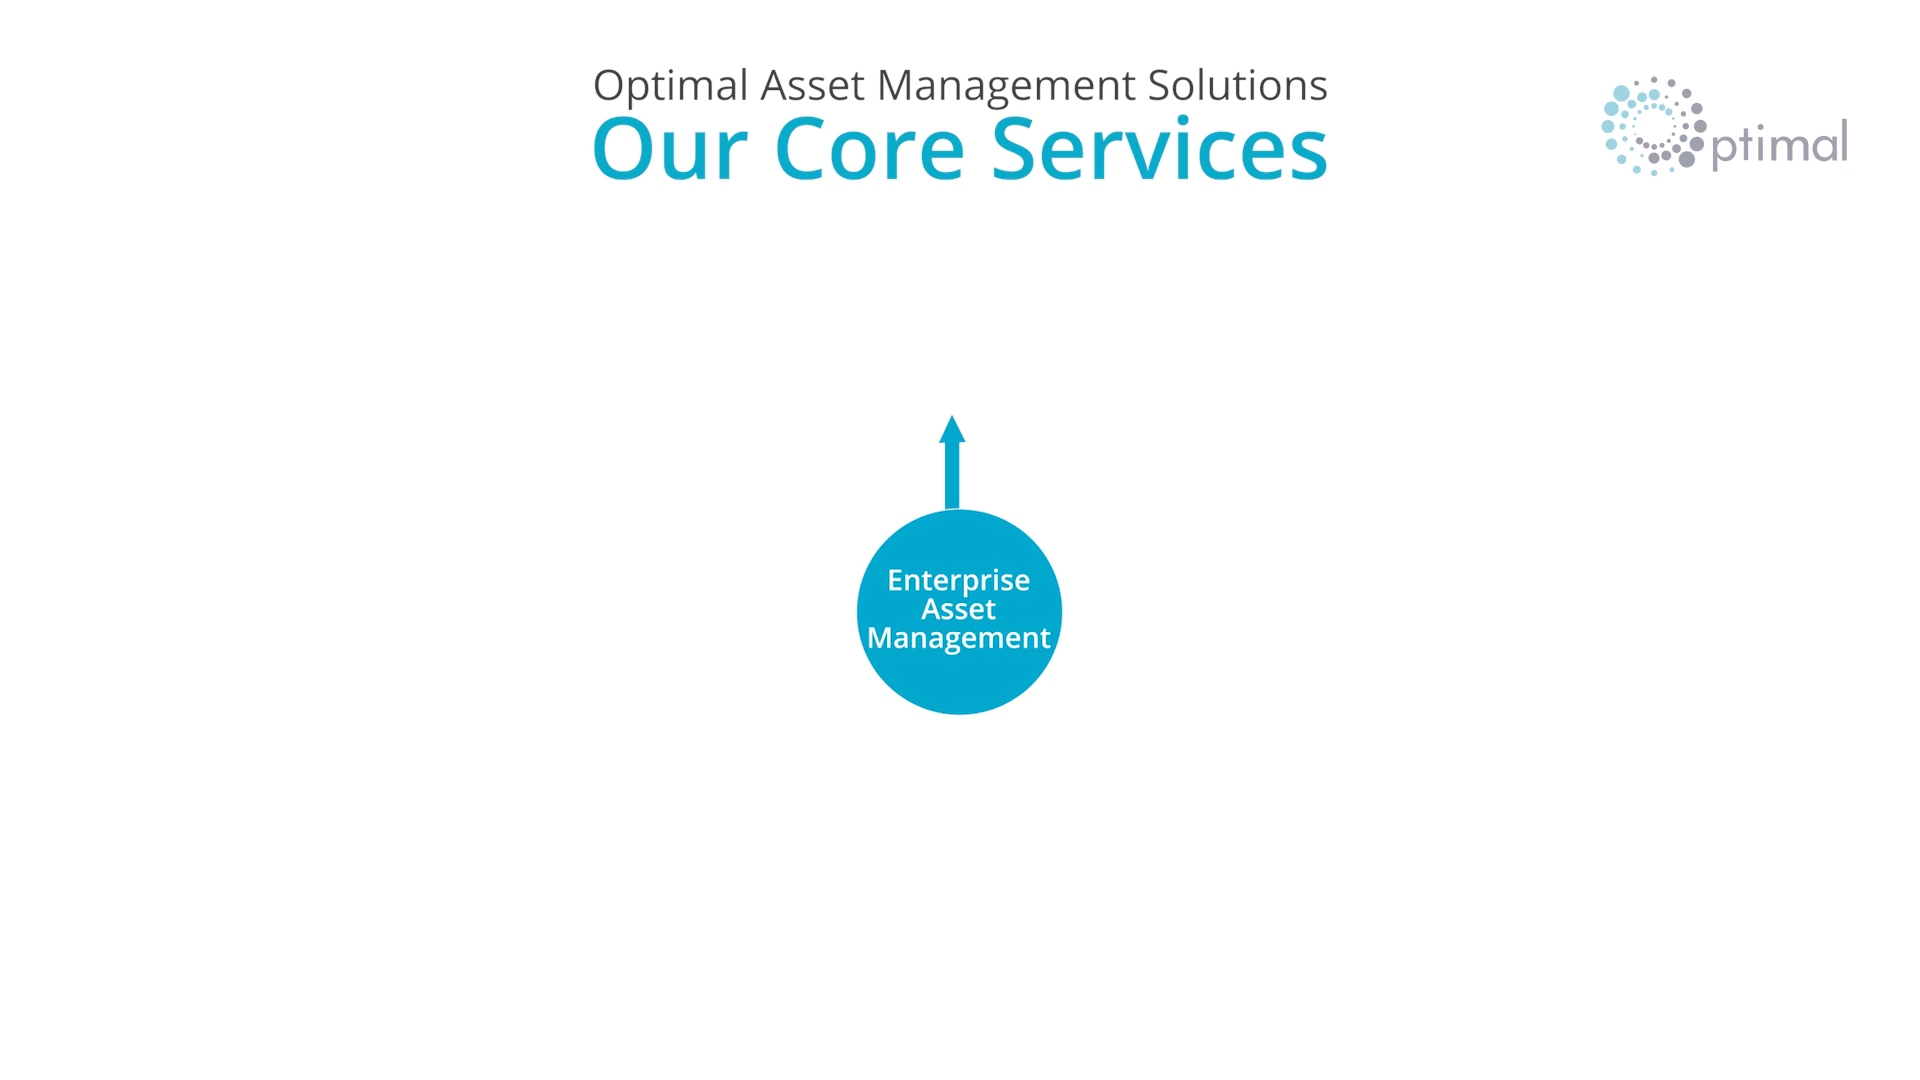 Optimal Asset Management Solutions
Our Core Services
ptimal
Enterprise
Asset
Management